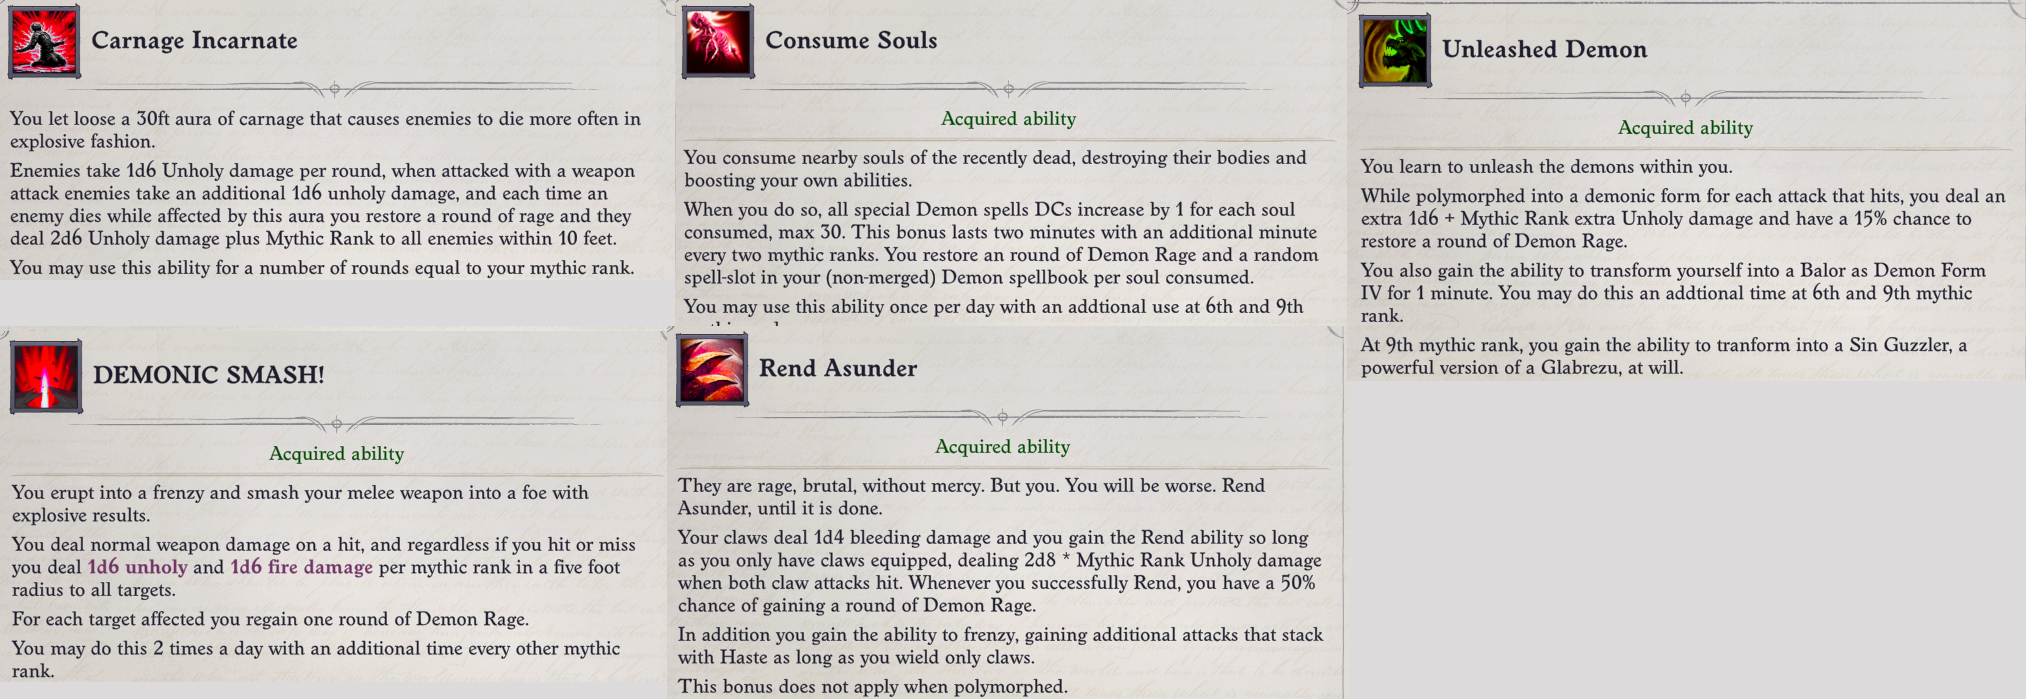 Carnage Incarnate
You let loose a 30ft aura of carnage that causes enemies to die more often in
explosive fashion.
Enemies take 1d6 Unholy damage per round, when attacked with a weapon
attack enemies take an additional 1d6 unholy damage, and each time an
enemy dies while affected by this aura you restore a round of rage and they
deal 2d6 Unholy damage plus Mythic Rank to all enemies within 10 feet.
You may use this ability for a number of rounds equal to your mythic rank.
Consume Souls
Acquired ability
You consume nearby souls of the recently dead, destroying their bodies and
boosting your own abilities.
When you do so, all special Demon spells DCs increase by 1 for each soul
consumed, max 30. This bonus lasts two minutes with an additional minute
every two mythic ranks. You restore an round of Demon Rage and a random
spell-slot in your (non-merged) Demon spellbook per soul consumed.
You may use this ability once per day with an addtional use at 6th and 9th
Unleashed Demon
Acquired ability
You learn to unleash the demons within you.
While polymorphed into a demonic form for each attack that hits, you deal an
extra 1d6 + Mythic Rank extra Unholy damage and have a 15% chance to
restore a round of Demon Rage.
You also gain the ability to transform yourself into a Balor as Demon Form
IV for 1 minute. You may do this an addtional time at 6th and 9th mythic
rank.
At 9th mythic rank, you gain the ability to tranform into a Sin Guzzler, a
powerful version of a Glabrezu, at will.
DEMONIC SMASH!
Acquired ability
You erupt into a frenzy and smash your melee weapon into a foe with
explosive results.
You deal normal weapon damage on a hit, and regardless if you hit or miss
you deal 1d6 unholy and 1d6 fire damage per mythic rank in a five foot
radius to all targets.
For each target affected you regain one round of Demon Rage.
You may do this 2 times a day with an additional time every other mythic
rank.
Rend Asunder
Acquired ability
They are rage, brutal, without mercy. But you. You will be worse. Rend
Asunder, until it is done.
Your claws deal 1d4 bleeding damage and you gain the Rend ability so long
as you only have claws equipped, dealing 2d8 * Mythic Rank Unholy damage
when both claw attacks hit. Whenever you successfully Rend, you have a 50%
chance of gaining a round of Demon Rage.
In addition you gain the ability to frenzy, gaining additional attacks that stack
with Haste as long as you wield only claws.
This bonus does not apply when polymorphed.